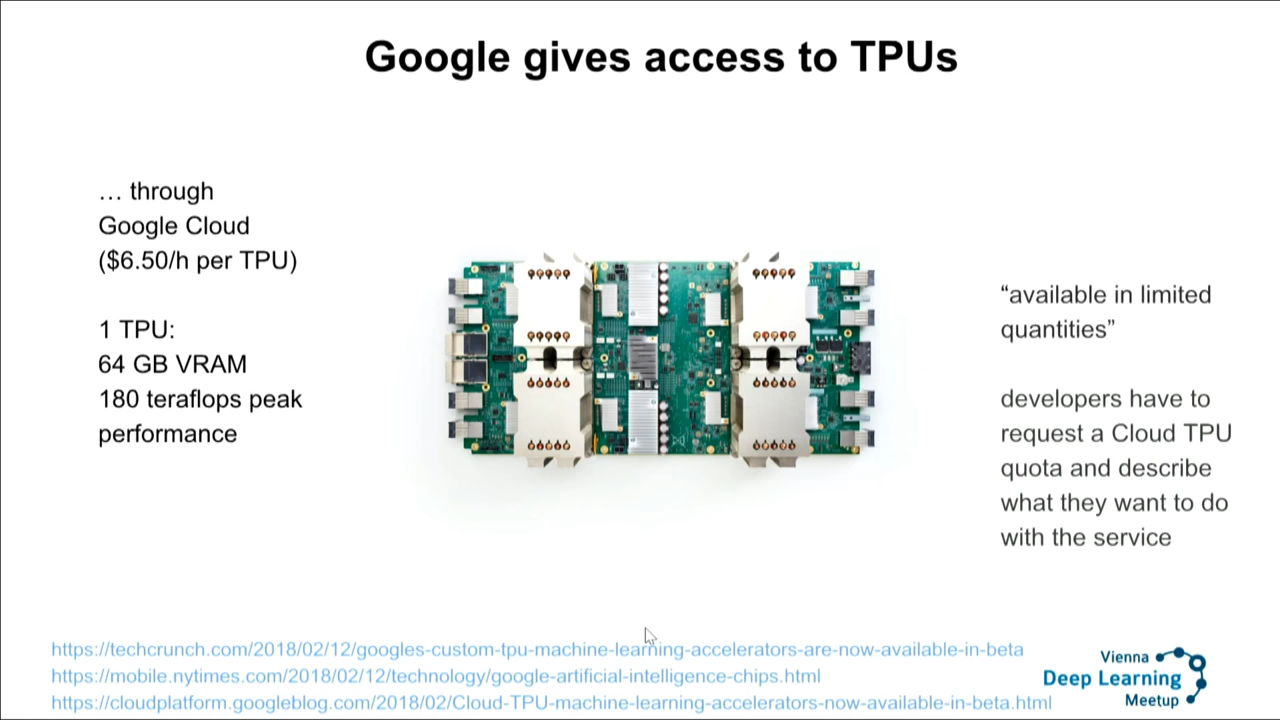 Google gives access to TPUs
… through
Google Cloud
($6.50/h per TPU)
1 TPU:
64 GB VRAM
180 teraflops peak
performance
“available in limited
quantities”
developers have to
request a Cloud TPU
quota and describe
what they want to do
with the service
https://techcrunch.com/2018/02/12/googles-custom-tpu-machine-learning-accelerators-are-now-available-in-beta
https://mobile.nytimes.com/2018/02/12/technology/google-artificial-intelligence-chips.html
https://cloudplatform.googleblog.com/2018/02/Cloud-TPU-machine-learning-accelerators-now-available-in-beta.html
Vienna
Deep Learning
Meetup